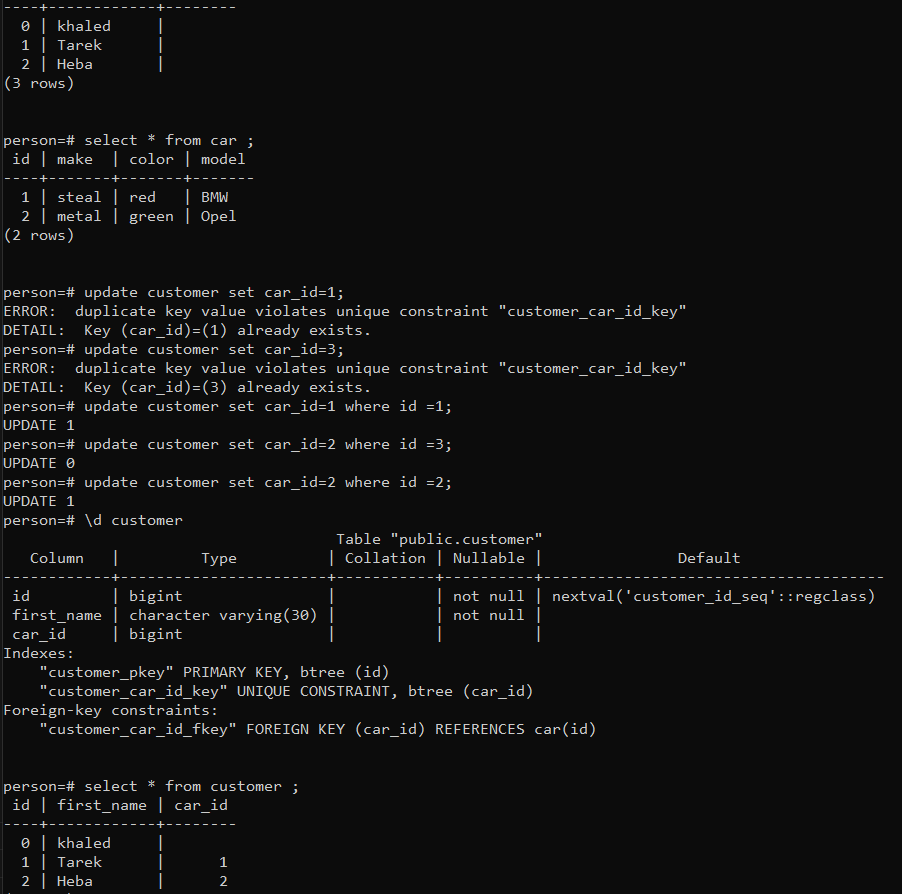 ----+------------+--------
  0 | khaled     |
  1 | Tarek      |
  2 | Heba       |
(3 rows)
person=# select * from car ;
 id | make  | color | model
----+-------+-------+-------
  1 | steal | red   | BMW
  2 | metal | green | Opel
(2 rows)
person=# update customer set car_id=1;
ERROR:  duplicate key value violates unique constraint "customer_car_id_key"
DETAIL:  Key (car_id)=(1) already exists.
person=# update customer set car_id=3;
ERROR:  duplicate key value violates unique constraint "customer_car_id_key"
DETAIL:  Key (car_id)=(3) already exists.
person=# update customer set car_id=1 where id =1;
UPDATE 1
person=# update customer set car_id=2 where id =3;
UPDATE 0
person=# update customer set car_id=2 where id =2;
UPDATE 1
person=# \d customer
                                     Table "public.customer"
   Column   |         Type          | Collation | Nullable |               Default
------------+-----------------------+-----------+----------+--------------------------------------
 id         | bigint                |           | not null | nextval('customer_id_seq'::regclass)
 first_name | character varying(30) |           | not null |
 car_id     | bigint                |           |          |
Indexes:
    "customer_pkey" PRIMARY KEY, btree (id)
    "customer_car_id_key" UNIQUE CONSTRAINT, btree (car_id)
Foreign-key constraints:
    "customer_car_id_fkey" FOREIGN KEY (car_id) REFERENCES car(id)
person=# select * from customer ;
 id | first_name | car_id
----+------------+--------
  0 | khaled     |
  1 | Tarek      |      1
  2 | Heba       |      2